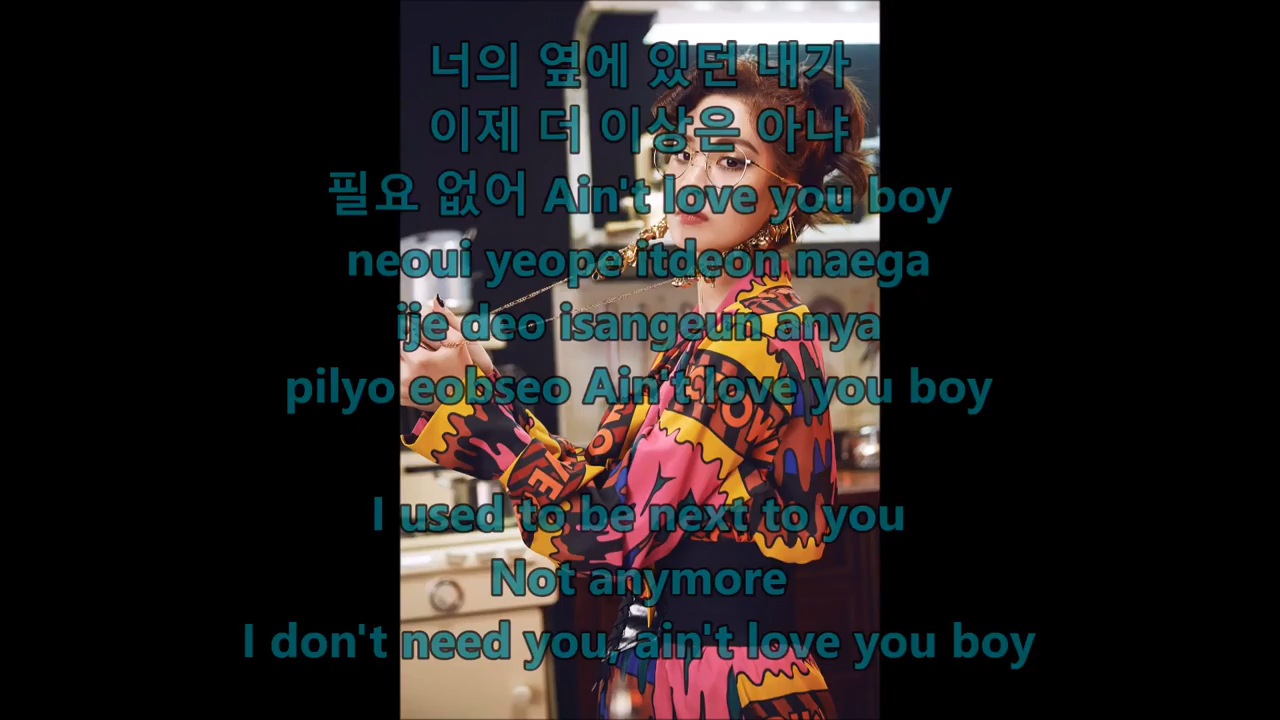 너의 옆에 있던 내가
이제 더 이상은 아냐
필요 없어 Ain't love you boy
neoui yeope itdeon naega
ije deo isangeun anya
pilyo eobseo Ain't love you boy
I used to be next to you
Not anymore
I don't need you, ain't love you boy